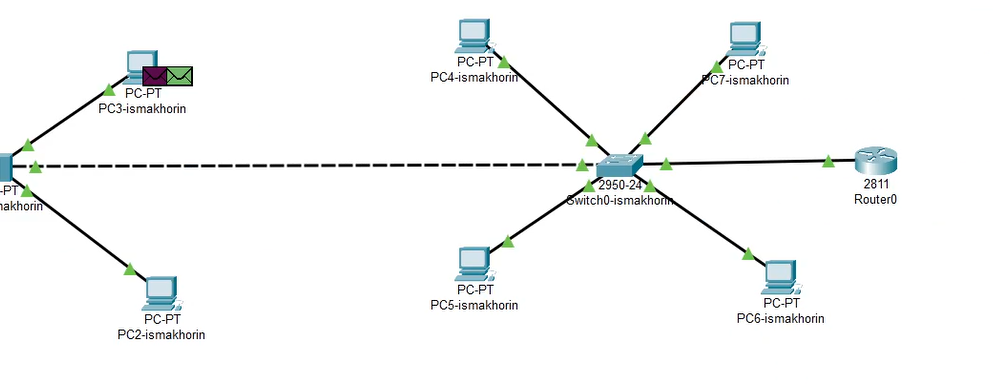 PC-PT
PC3-ismakhorin
PC-PT
PC4-ismakhorin
PC-PT
PC7-ismakhorin
-PT
makhorin
2950-24
Switch0-ismakhorin
2811
Router0
PC-PT
PC2-ismakhorin
PC-PT
PC5-ismakhorin
PC-PT
PC6-ismakhorin